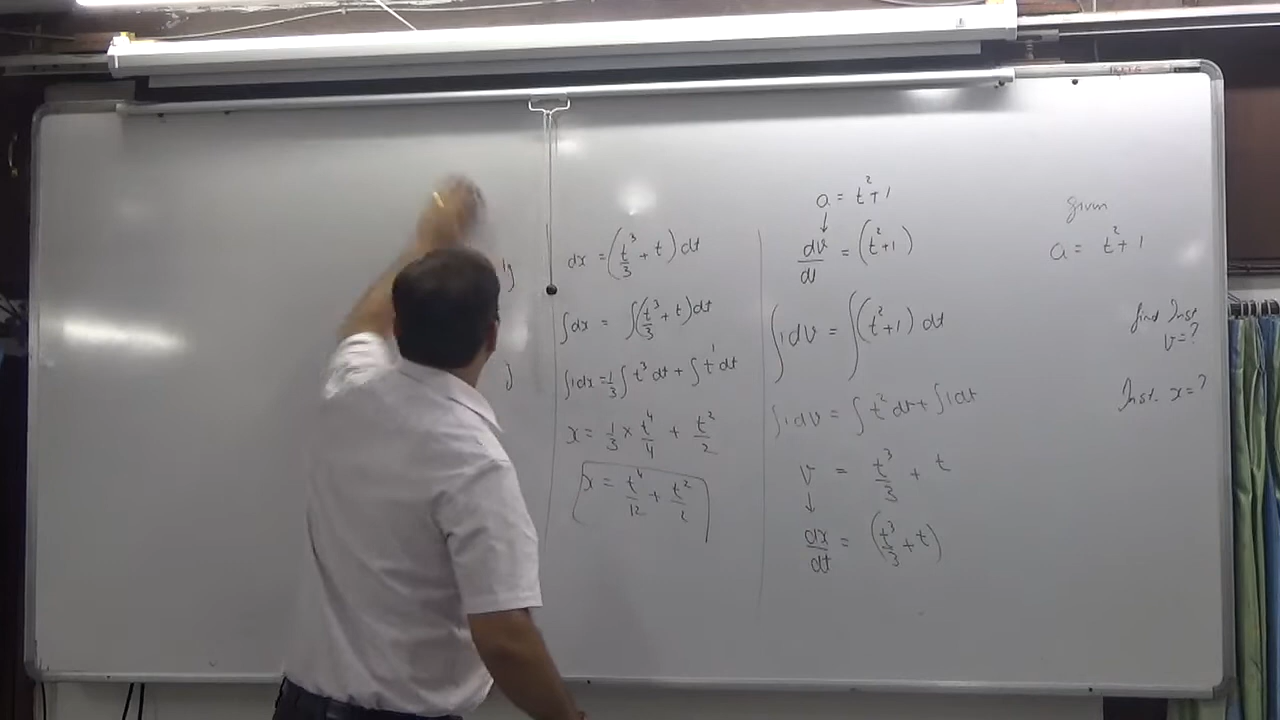 Given
a = t²+1
find Inst.
v=?
Inst. x=?
a = t²+1
↓
dv/dt = (t²+1)
∫1dv = ∫(t²+1) dt
∫1dv = ∫t² dt + ∫1dt
v = t³/3 + t
↓
dx/dt = (t³/3 + t)
dx = (t³/3 + t) dt
∫dx = ∫(t³/3 + t) dt
∫1dx = 1/3 ∫t³ dt + ∫t¹ dt
x = 1/3 × t⁴/4 + t²/2
x = t⁴/12 + t²/2